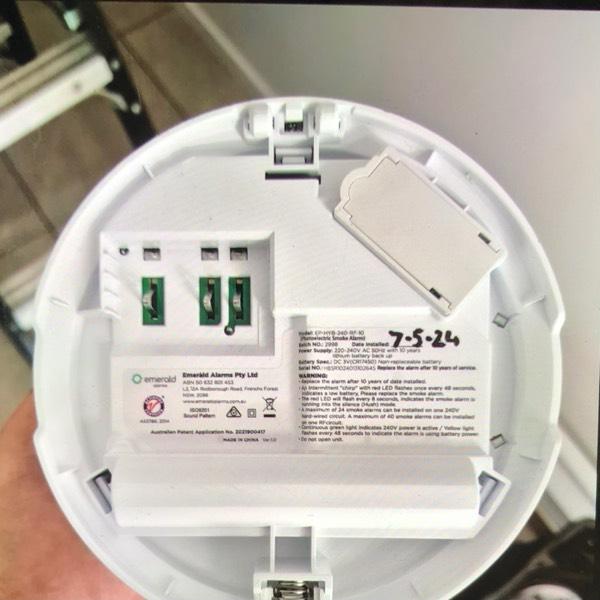 Model: EP-HYB-240-RF-10
(Photoelectric Smoke Alarm)
Batch NO.: 2998 Date Installed: 7-5-24
Power Supply: 220-240V AC 50Hz with 10 years
lithium battery back up
Battery Spec.: DC 3V(CR17450) Non-replaceable battery
Serial NO.: Replace the alarm after 10 years of service.
WARNING:
- Replace the alarm after 10 years of date installed.
- An intermittent "chirp" with red LED flashes once every 48 seconds,
indicates a low battery. Please replace the smoke alarm.
- The red LED will flash every 8 seconds, indicates the smoke alarm is
running into the silence (Hush) mode.
- A maximum of 24 smoke alarms can be installed on one 240V
hard-wired circuit. A maximum of 40 smoke alarms can be installed
on one RF circuit.
- Continuous green light indicates 240V power is active / Yellow light
flashes every 48 seconds to indicate the alarm is using battery power.
- Do not open unit.
emerald
alarms
Emerald Alarms Pty Ltd
ABN 50 632 801 453
L3, 12A Rodborough Road, Frenchs Forest
NSW, 2086
www.emeraldalarms.com.au
AS3786: 2014
ISO8201
Sound Pattern
Australian Patent Application No. 2021900417
MADE IN CHINA Ver:1.0